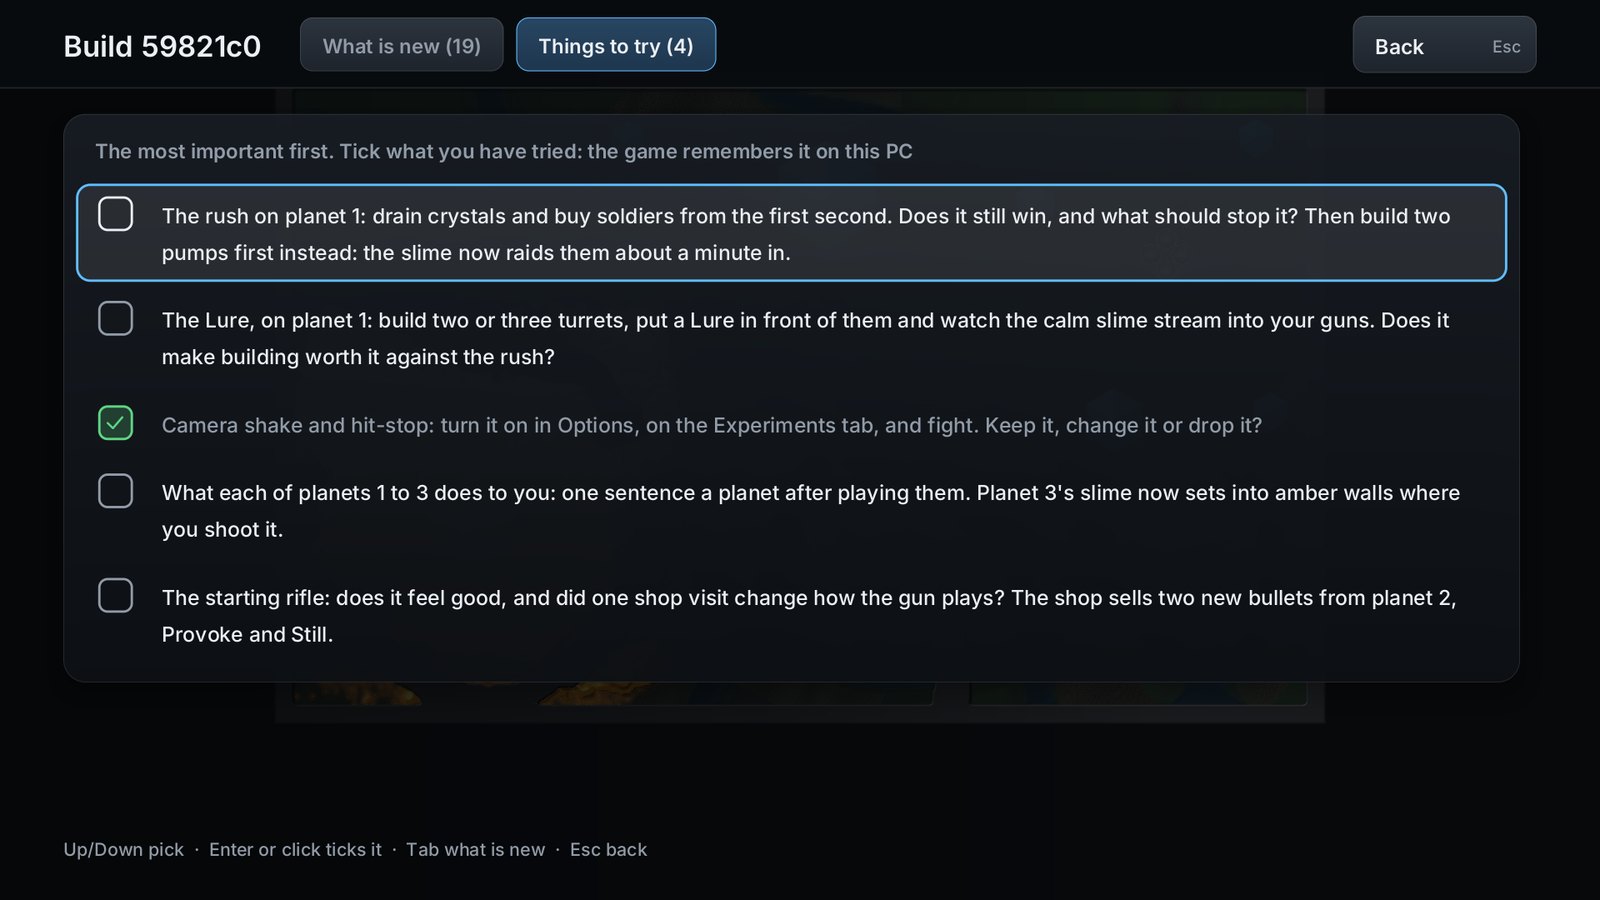 Build 59821c0
What is new (19)
Things to try (4)
Back
Esc
The most important first. Tick what you have tried: the game remembers it on this PC
The rush on planet 1: drain crystals and buy soldiers from the first second. Does it still win, and what should stop it? Then build two
pumps first instead: the slime now raids them about a minute in.
The Lure, on planet 1: build two or three turrets, put a Lure in front of them and watch the calm slime stream into your guns. Does it
make building worth it against the rush?
Camera shake and hit-stop: turn it on in Options, on the Experiments tab, and fight. Keep it, change it or drop it?
What each of planets 1 to 3 does to you: one sentence a planet after playing them. Planet 3's slime now sets into amber walls where
you shoot it.
The starting rifle: does it feel good, and did one shop visit change how the gun plays? The shop sells two new bullets from planet 2,
Provoke and Still.
Up/Down pick · Enter or click ticks it · Tab what is new · Esc back